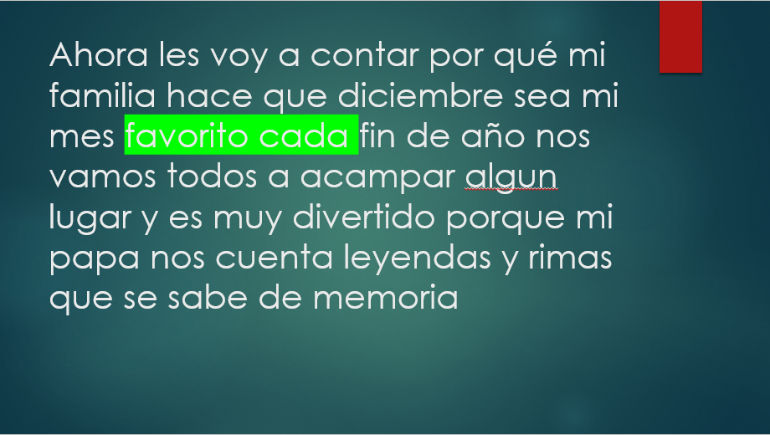 Ahora les voy a contar por qué mi
familia hace que diciembre sea mi
mes favorito cada fin de año nos
vamos todos a acampar algun
lugar y es muy divertido porque mi
papa nos cuenta leyendas y rimas
que se sabe de memoria